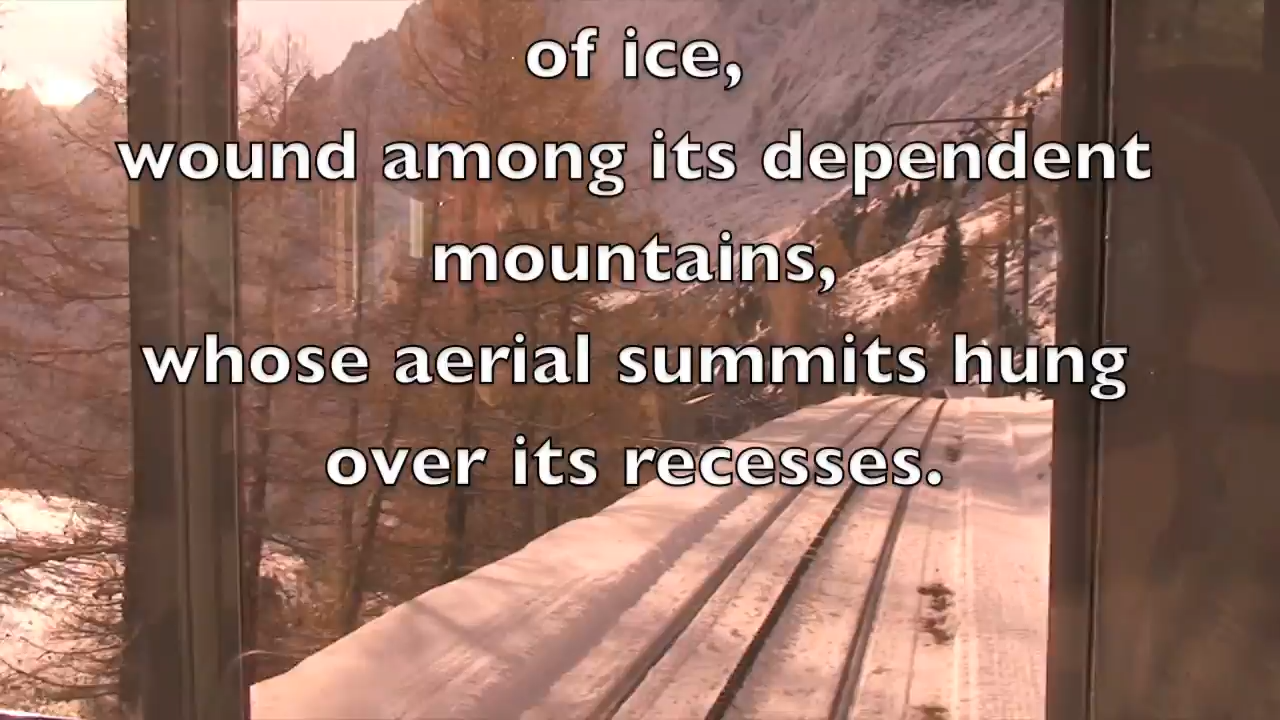 of ice,
wound among its dependent
mountains,
whose aerial summits hung
over its recesses.